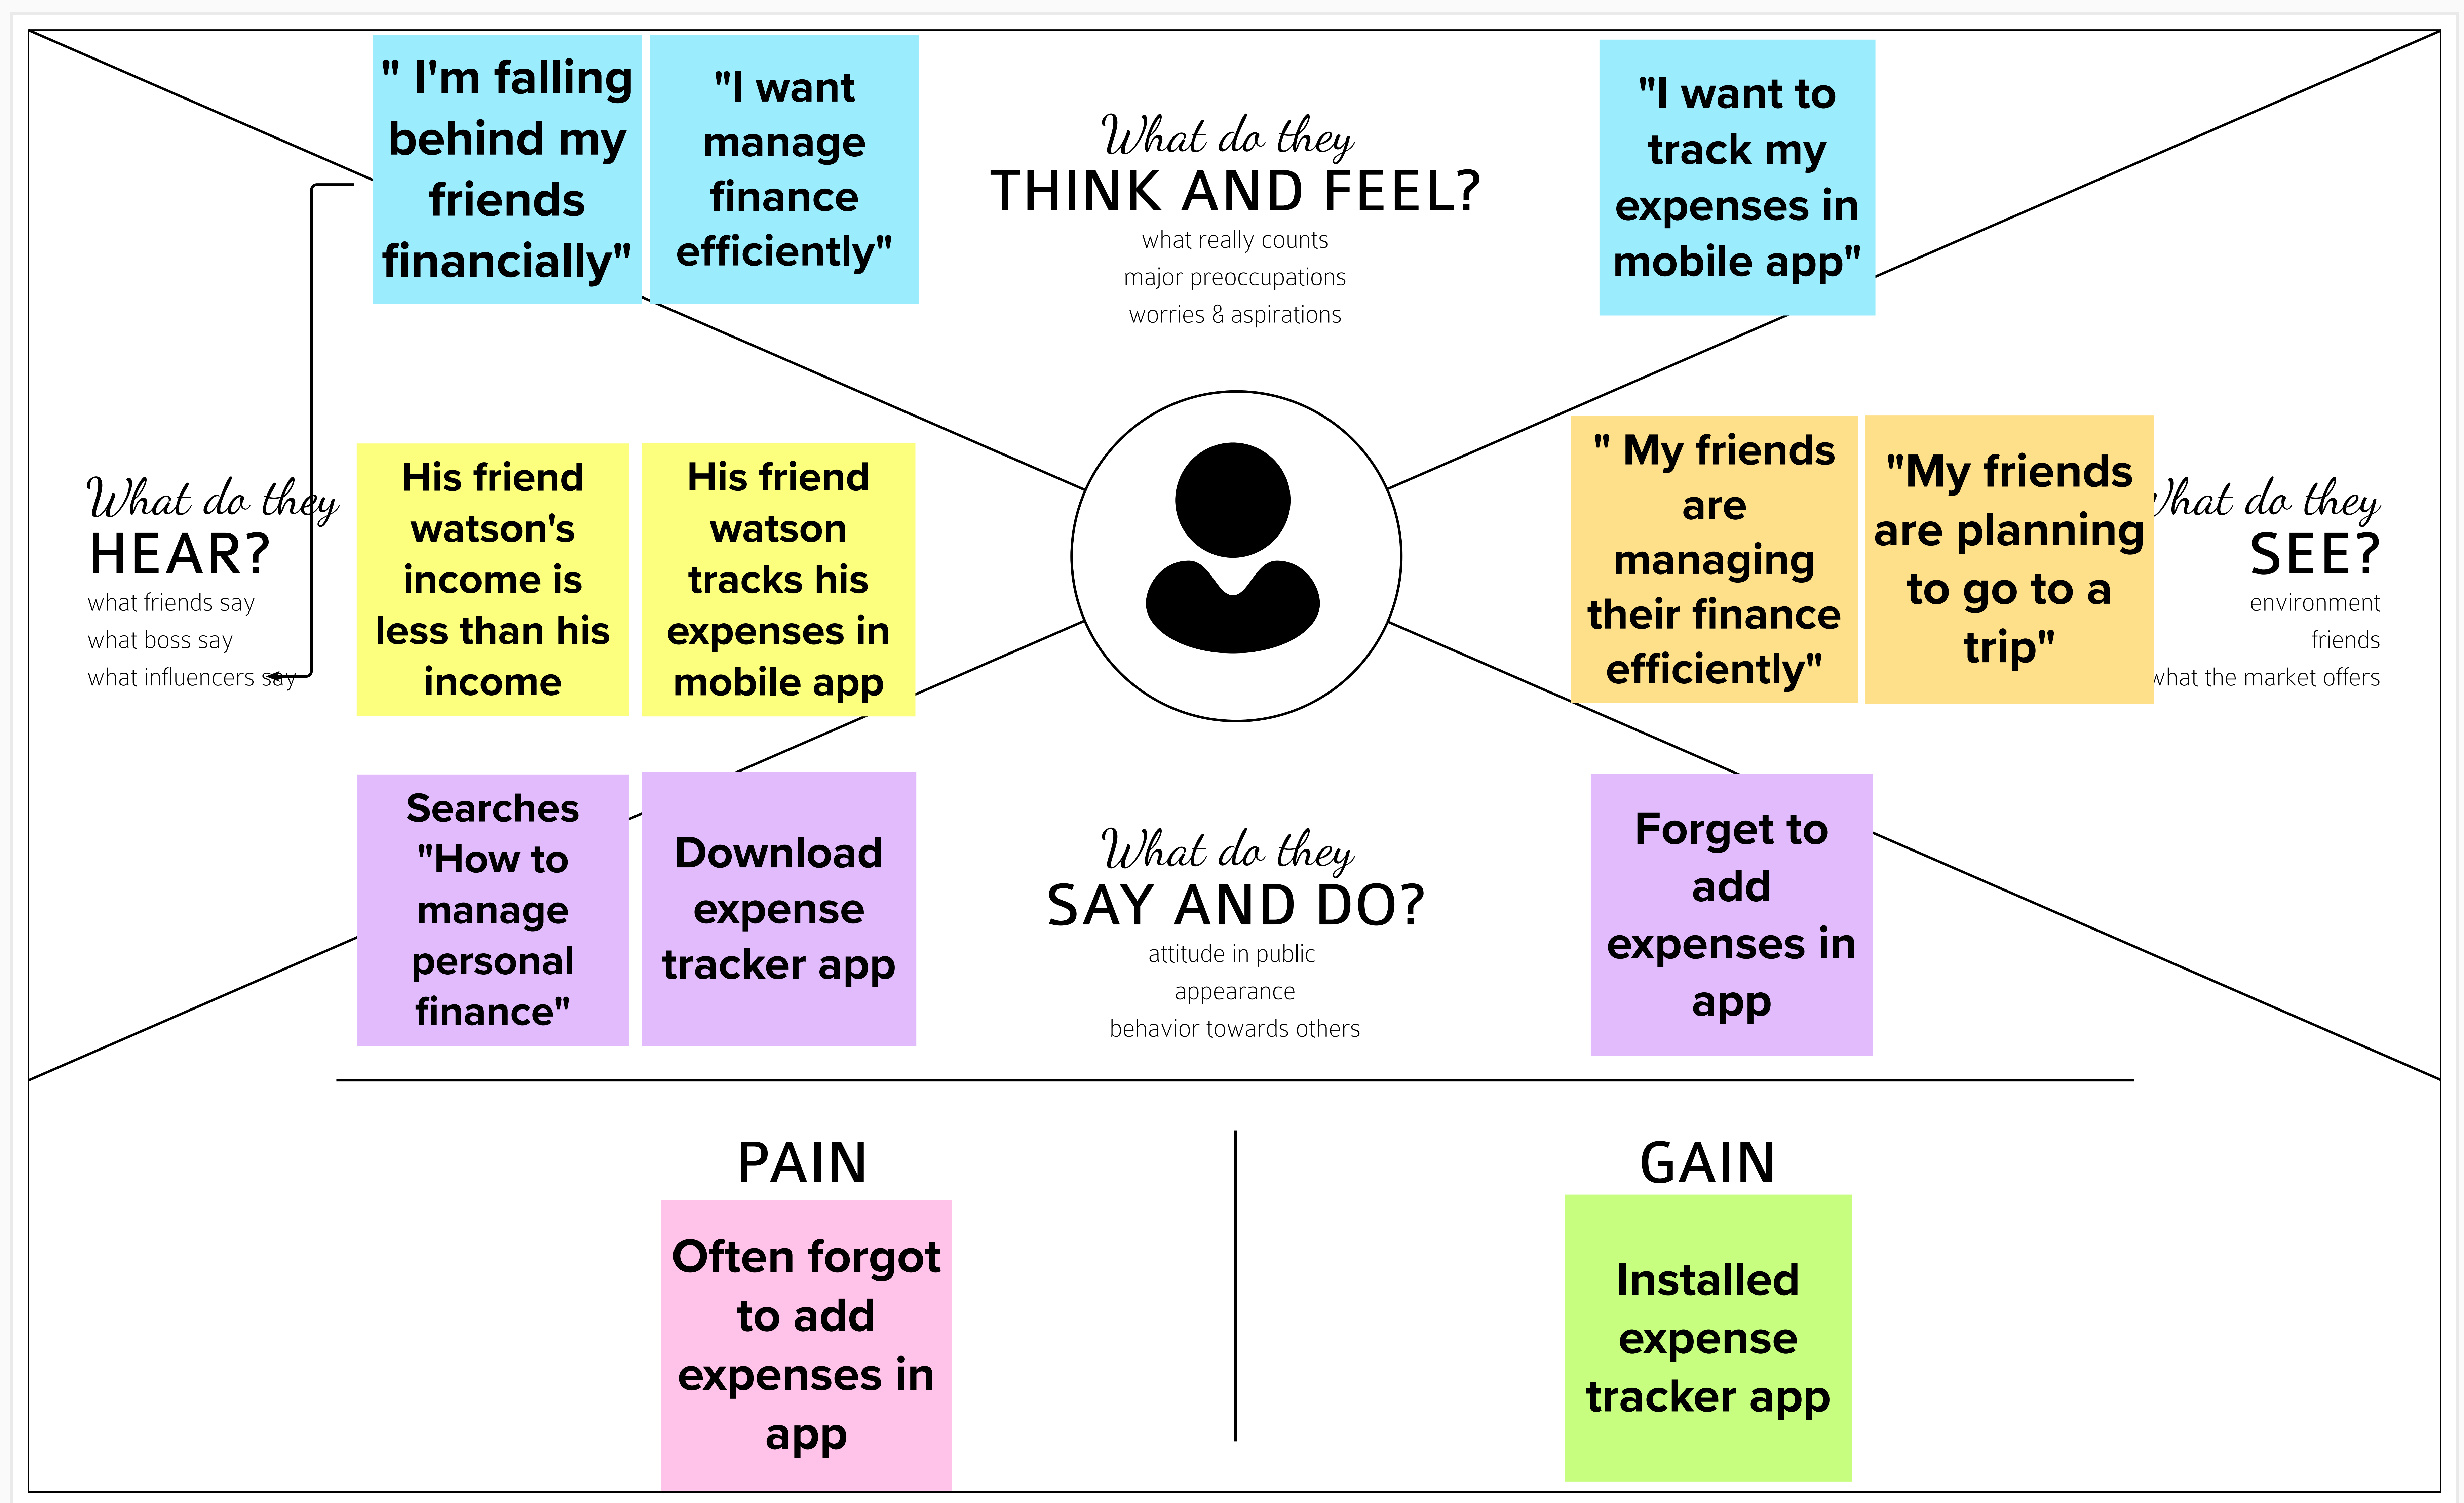 " I'm falling
behind my
friends
financially"
"I want
manage
finance
efficiently"
What do they
THINK AND FEEL?
what really counts
major preoccupations
worries & aspirations
"I want to
track my
expenses in
mobile app"
What do they
HEAR?
what friends say
what boss say
what influencers say
His friend
watson's
income is
less than his
income
His friend
watson
tracks his
expenses in
mobile app
" My friends
are
managing
their finance
efficiently"
"My friends
are planning
to go to a
trip"
What do they
SEE?
environment
friends
what the market offers
Searches
"How to
manage
personal
finance"
Download
expense
tracker app
What do they
SAY AND DO?
attitude in public
appearance
behavior towards others
Forget to
add
expenses in
app
PAIN
Often forgot
to add
expenses in
app
GAIN
Installed
expense
tracker app